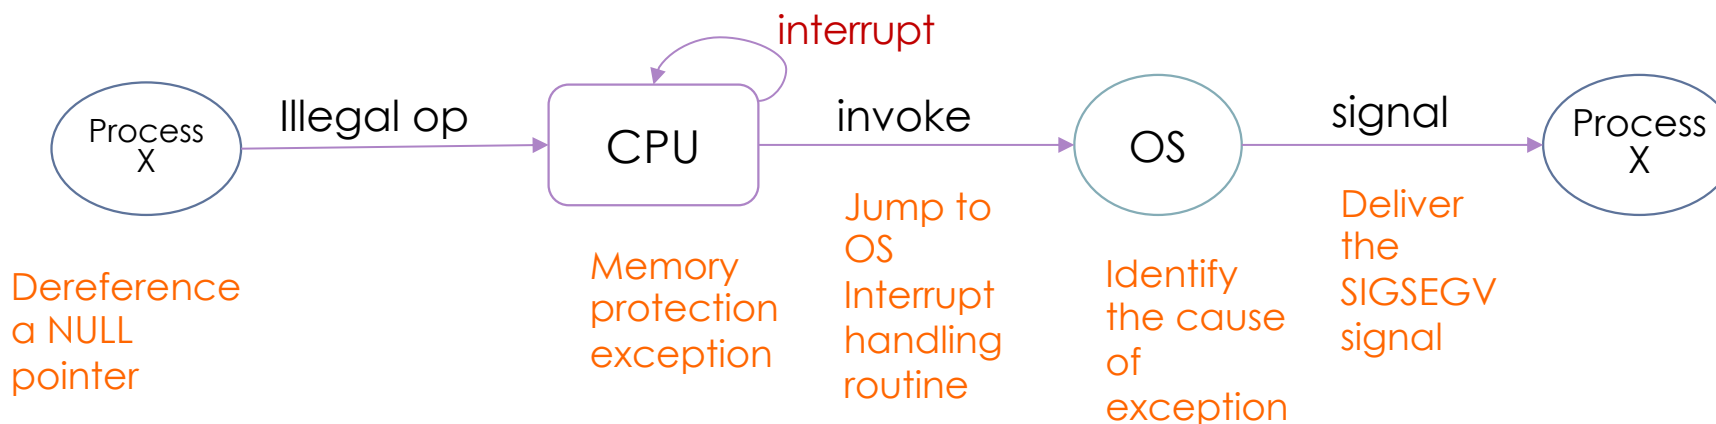 interrupt
Process
X
Illegal op
CPU
invoke
OS
signal
Process
X
Dereference
a NULL
pointer
Memory
protection
exception
Jump to
OS
Interrupt
handling
routine
Identify
the cause
of
exception
Deliver
the
SIGSEGV
signal